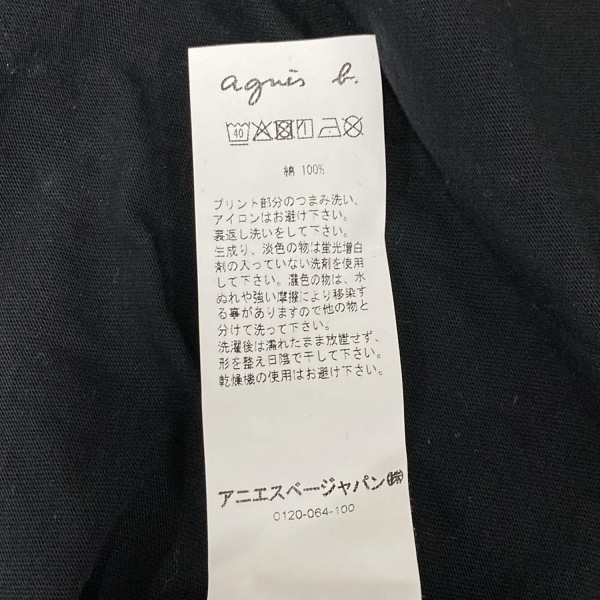 agnès b.
40
綿 100%
プリント部分のつまみ洗い、
アイロンはお避け下さい。
裏返し洗いをして下さい。
生成り、淡色の物は蛍光増白
剤の入っていない洗剤を使用
して下さい。濃色の物は、水
ぬれや強い摩擦により移染す
る事がありますので他の物と
分けて洗って下さい。
洗濯後は濡れたまま放置せず、
形を整え日陰で干して下さい。
乾燥機の使用はお避け下さい。
アニエスベージャパン㈱
0120-064-100